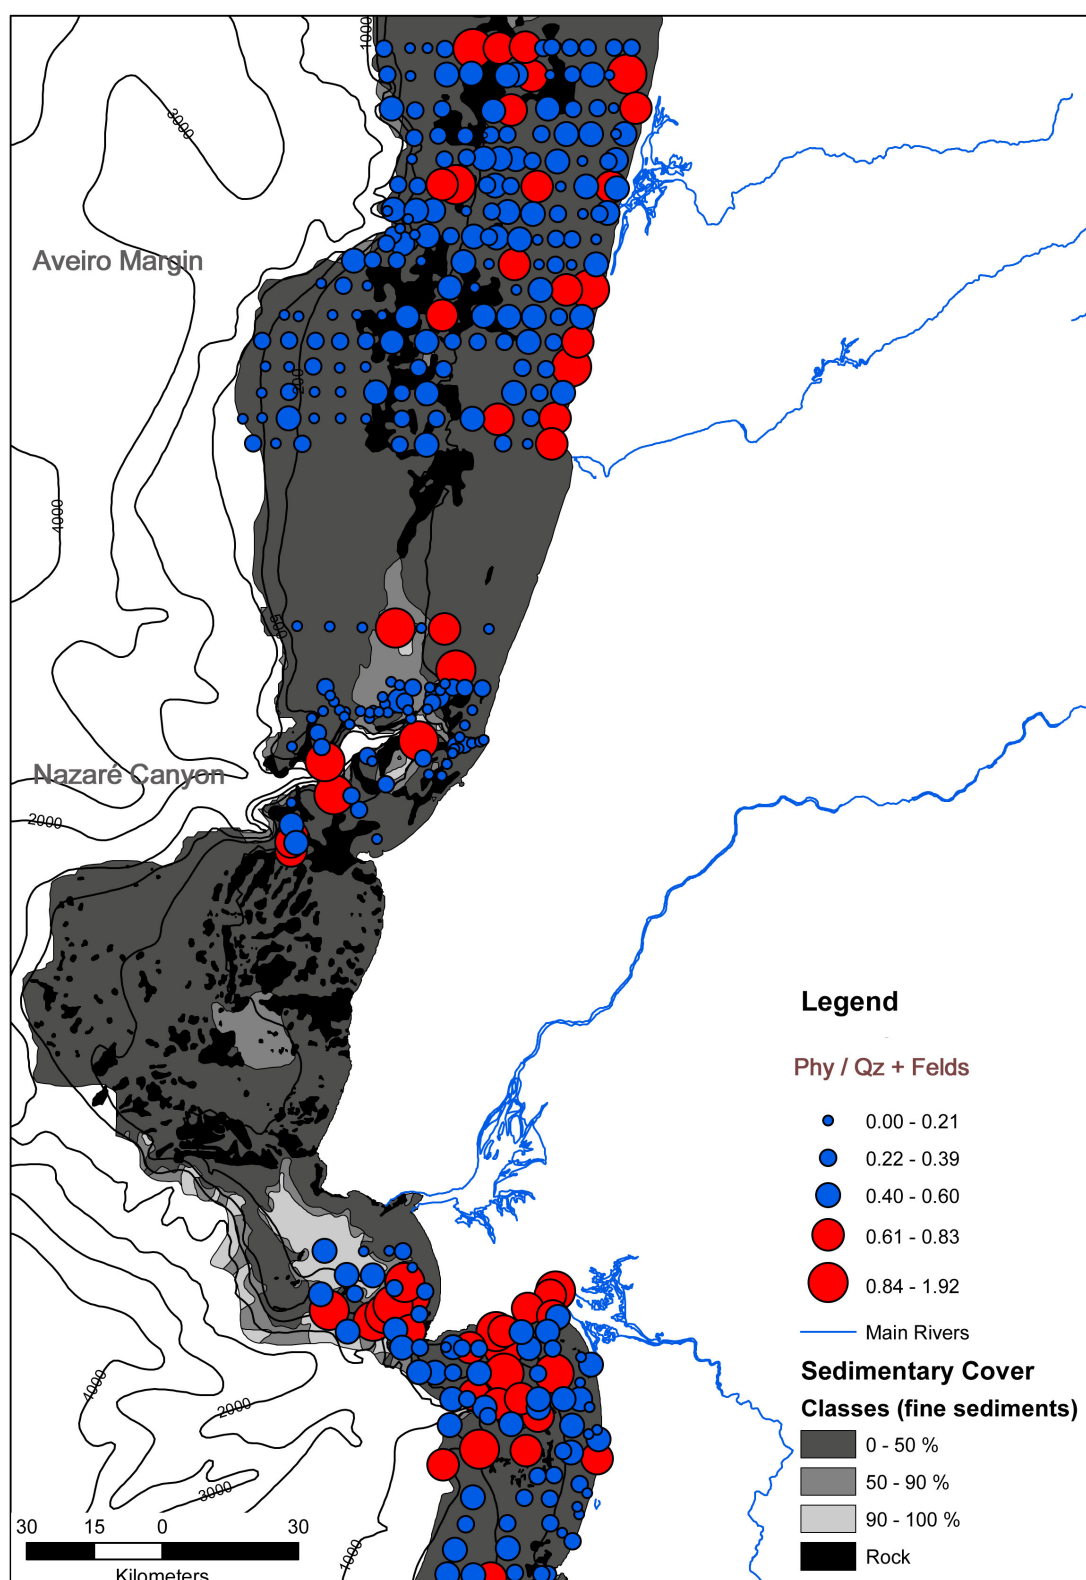 1000
3000
Aveiro Margin
200
4000
500
Nazaré Canyon
2000
Legend
Phy / Qz + Felds
0.00 - 0.21
0.22 - 0.39
0.40 - 0.60
0.61 - 0.83
0.84 - 1.92
Main Rivers
Sedimentary Cover
Classes (fine sediments)
0 - 50 %
50 - 90 %
90 - 100 %
Rock
4000
2000
3000
1000
30 15 0 30
Kilometers